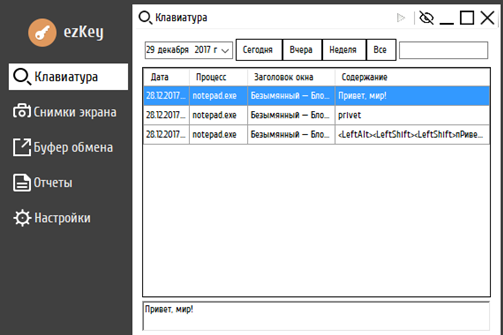 ezKey
Клавиатура
Снимки экрана
Буфер обмена
Отчеты
Настройки
Клавиатура
29 декабря 2017 г
Сегодня Вчера Неделя Все
Дата Процесс Заголовок окна Содержание
28.12.2017... notepad.exe Безымянный — Бло... Привет, мир!
28.12.2017... notepad.exe Безымянный — Бло... privet
28.12.2017... notepad.exe Безымянный — Бло... <LeftAlt><LeftShift><LeftShift>пРиве...
Привет, мир!